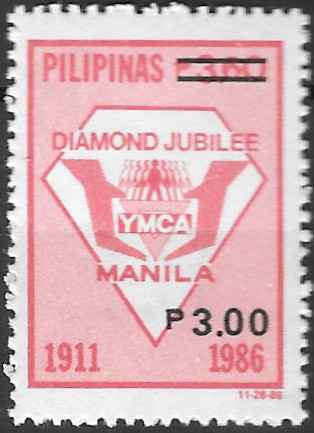 PILIPINAS 3.60
DIAMOND JUBILEE
YMCA
MANILA
P 3.00
1911 1986
11-28-86